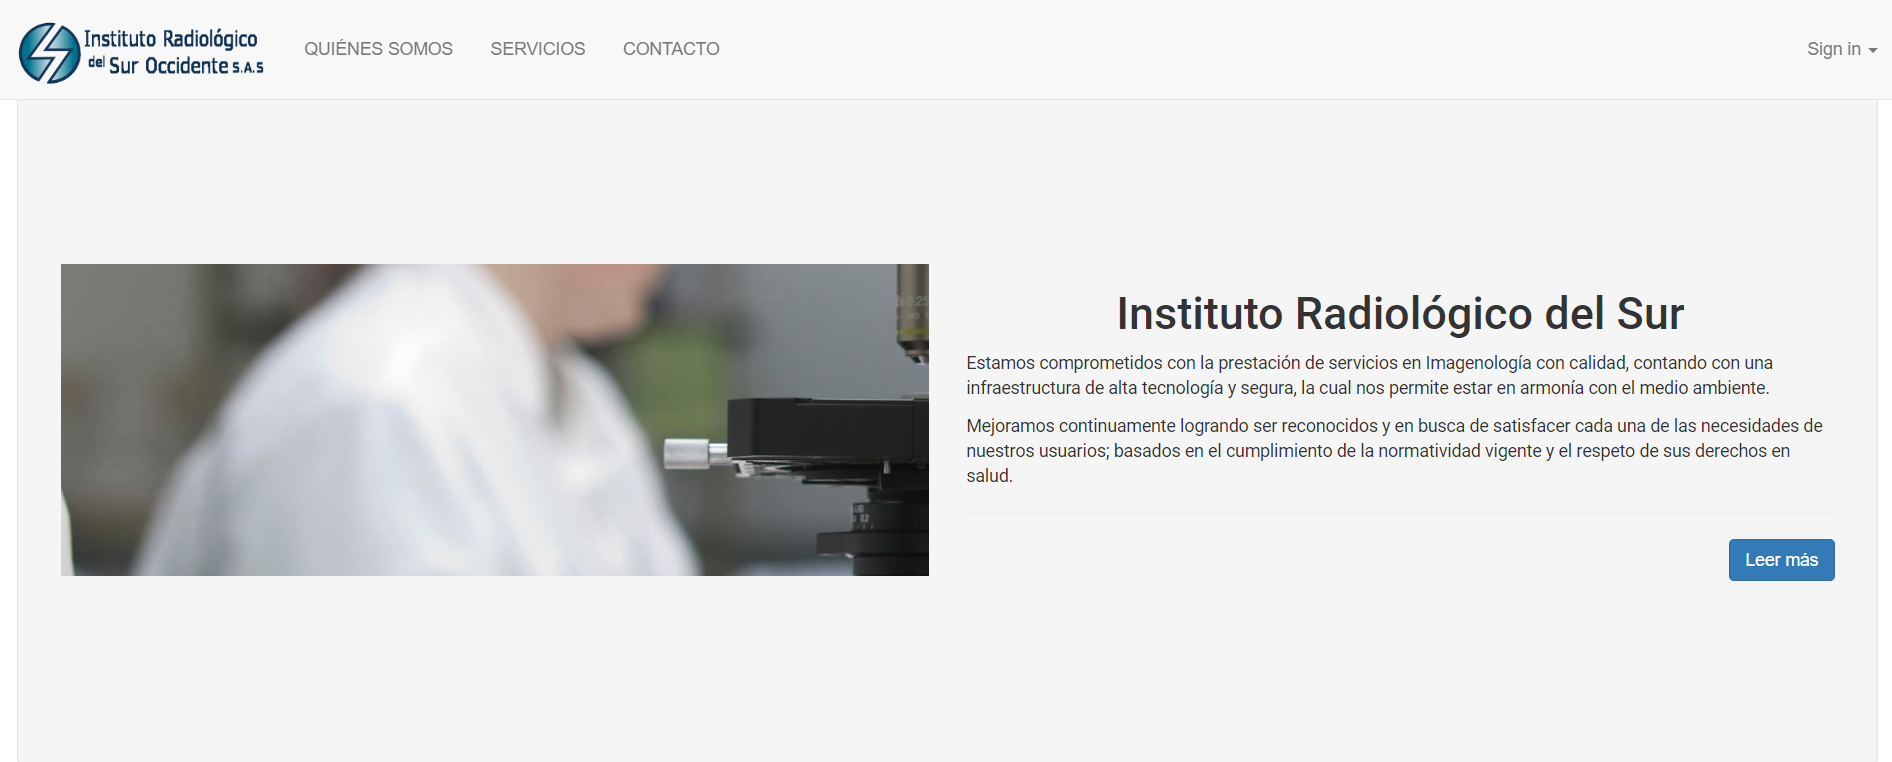 Instituto Radiológico
del Sur Occidente S.A.S
QUIÉNES SOMOS
SERVICIOS
CONTACTO
Sign in
Instituto Radiológico del Sur
Estamos comprometidos con la prestación de servicios en Imagenología con calidad, contando con una
infraestructura de alta tecnología y segura, la cual nos permite estar en armonía con el medio ambiente.
Mejoramos continuamente logrando ser reconocidos y en busca de satisfacer cada una de las necesidades de
nuestros usuarios; basados en el cumplimiento de la normatividad vigente y el respeto de sus derechos en
salud.
Leer más
0.25
0.2